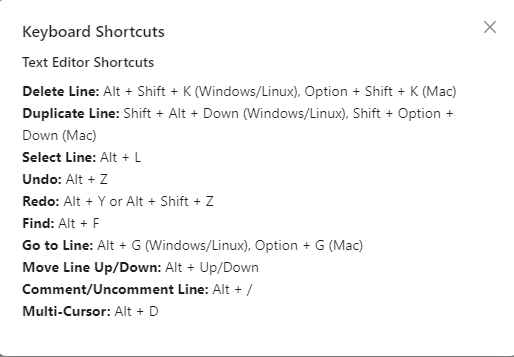 Keyboard Shortcuts
Text Editor Shortcuts
Delete Line: Alt + Shift + K (Windows/Linux), Option + Shift + K (Mac)
Duplicate Line: Shift + Alt + Down (Windows/Linux), Shift + Option +
Down (Mac)
Select Line: Alt + L
Undo: Alt + Z
Redo: Alt + Y or Alt + Shift + Z
Find: Alt + F
Go to Line: Alt + G (Windows/Linux), Option + G (Mac)
Move Line Up/Down: Alt + Up/Down
Comment/Uncomment Line: Alt + /
Multi-Cursor: Alt + D